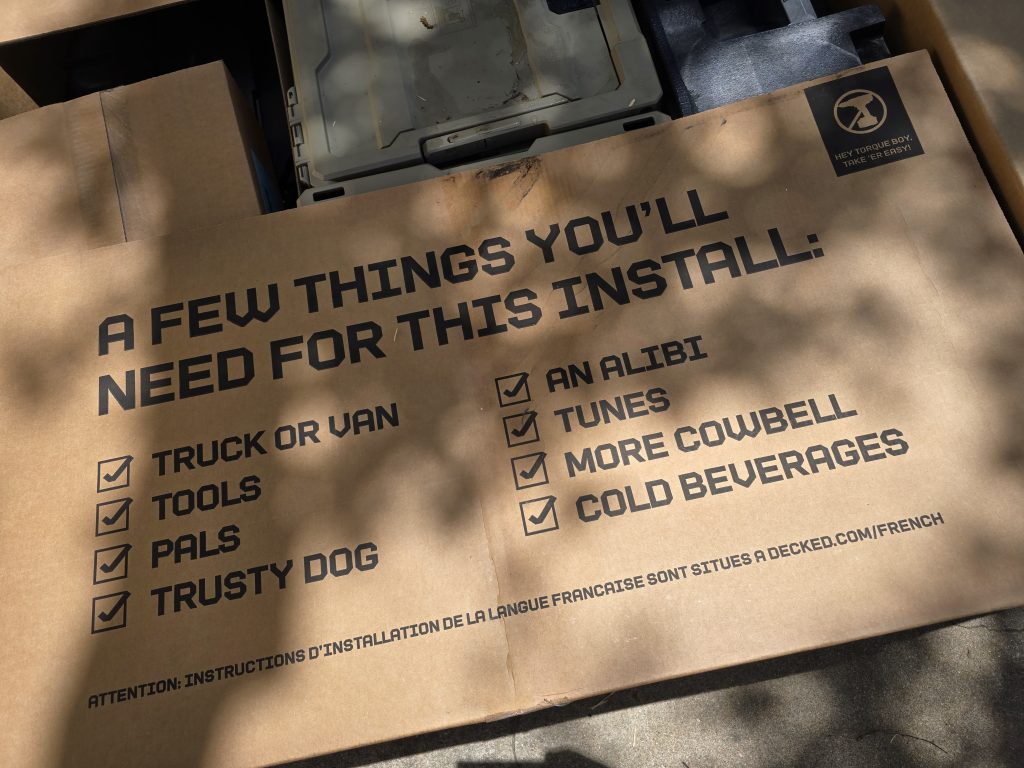 HEY TORQUE BOY,
TAKE 'ER EASY!
A FEW THINGS YOU'LL
NEED FOR THIS INSTALL:
TRUCK OR VAN
TOOLS
PALS
TRUSTY DOG
AN ALIBI
TUNES
MORE COWBELL
COLD BEVERAGES
ATTENTION: INSTRUCTIONS D'INSTALLATION DE LA LANGUE FRANCAISE SONT SITUES A DECKED.COM/FRENCH